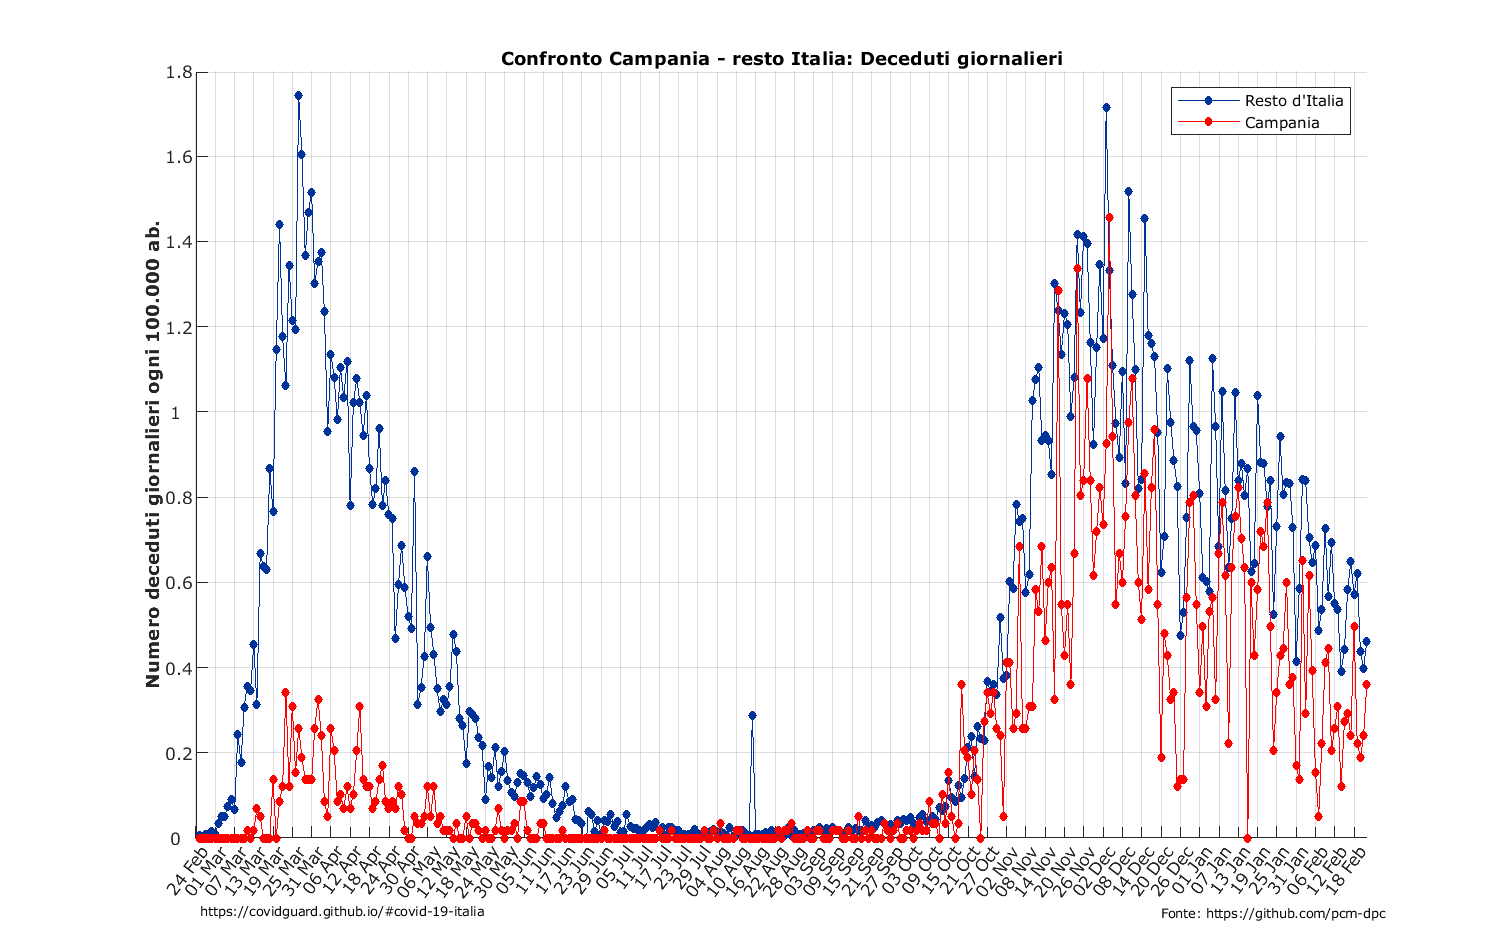 Confronto Campania - resto Italia: Deceduti giornalieri
Resto d'Italia
Campania
Numero deceduti giornalieri ogni 100.000 ab.
1.8
1.6
1.4
1.2
1
0.8
0.6
0.4
0.2
0
24 Feb
01 Mar
07 Mar
13 Mar
19 Mar
25 Mar
31 Mar
06 Apr
12 Apr
18 Apr
24 Apr
30 Apr
06 May
12 May
18 May
24 May
30 May
05 Jun
11 Jun
17 Jun
23 Jun
29 Jun
05 Jul
11 Jul
17 Jul
23 Jul
29 Jul
04 Aug
10 Aug
16 Aug
22 Aug
28 Aug
03 Sep
09 Sep
15 Sep
21 Sep
27 Sep
03 Oct
09 Oct
15 Oct
21 Oct
27 Oct
02 Nov
08 Nov
14 Nov
20 Nov
26 Nov
02 Dec
08 Dec
14 Dec
20 Dec
26 Dec
01 Jan
07 Jan
13 Jan
19 Jan
25 Jan
31 Jan
06 Feb
12 Feb
18 Feb
https://covidguard.github.io/#covid-19-italia
Fonte: https://github.com/pcm-dpc